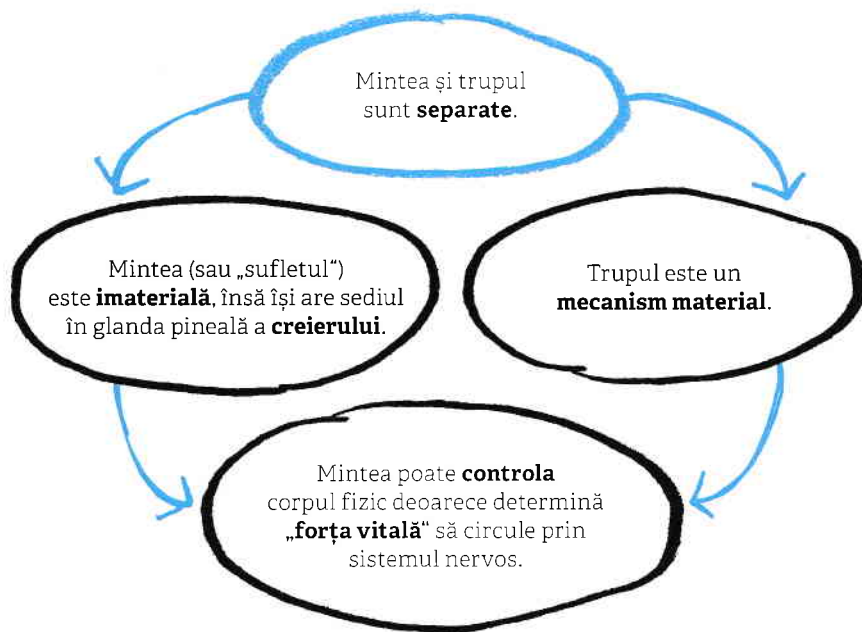 Mintea și trupul
sunt separate.
Mintea (sau „sufletul“)
este imaterială, însă își are sediul
în glanda pineală a creierului.
Trupul este un
mecanism material.
Mintea poate controla
corpul fizic deoarece determină
„forța vitală“ să circule prin
sistemul nervos.